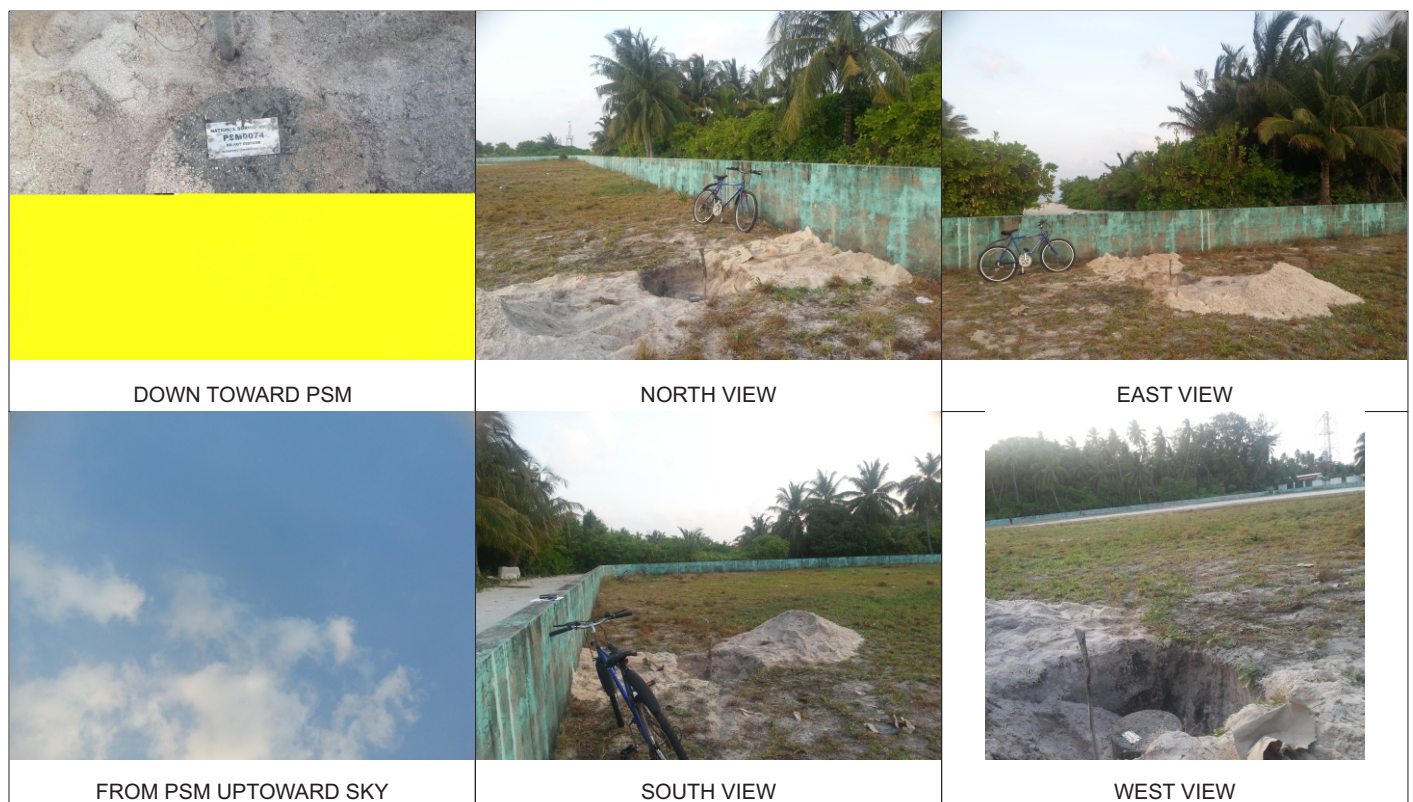 PSM0074
DOWN TOWARD PSM
NORTH VIEW
EAST VIEW
FROM PSM UPTOWARD SKY
SOUTH VIEW
WEST VIEW